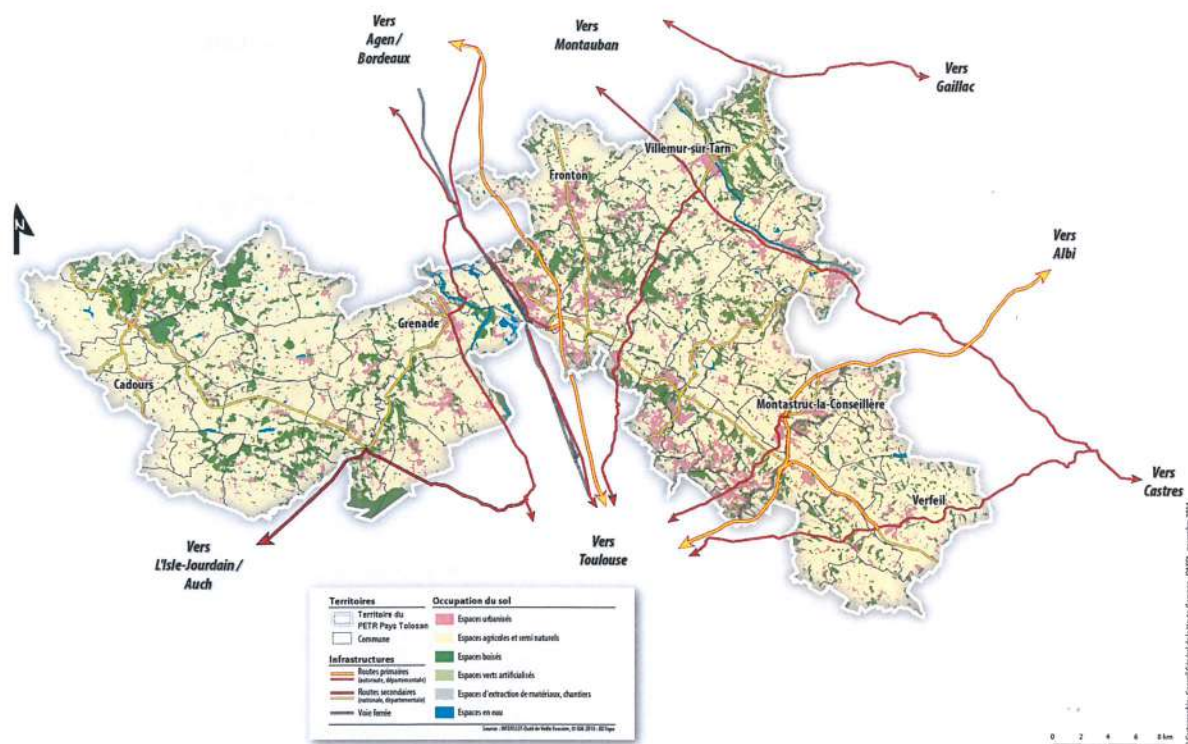 Vers
Agen /
Bordeaux
Vers
Montauban
Vers
Gaillac
Villemur-sur-Tarn
Fronton
N
Vers
Albi
Grenade
Cadours
Montastruc-la-Conseillère
Verfeil
Vers
Castres
Vers
L'Isle-Jourdain /
Auch
Vers
Toulouse
Territoires
Territoire du
PETR Pays Tolosan
Commune
Infrastructures
Routes primaires
(autoroute, départementale)
Routes secondaires
(nationale, départementale)
Voie ferrée
Occupation du sol
Espaces urbanisés
Espaces agricoles et semi naturels
Espaces boisés
Espaces verts artificialisés
Espaces d'extraction de matériaux, chantiers
Espaces en eau
0 2 4 6 8 km